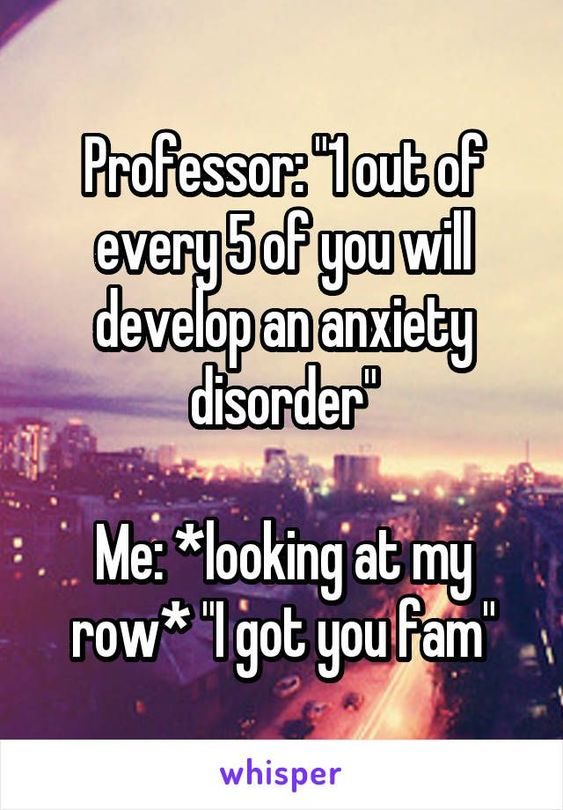 Professor: "1 out of
every 5 of you will
develop an anxiety
disorder"
Me: *looking at my
row* "I got you fam"
whisper